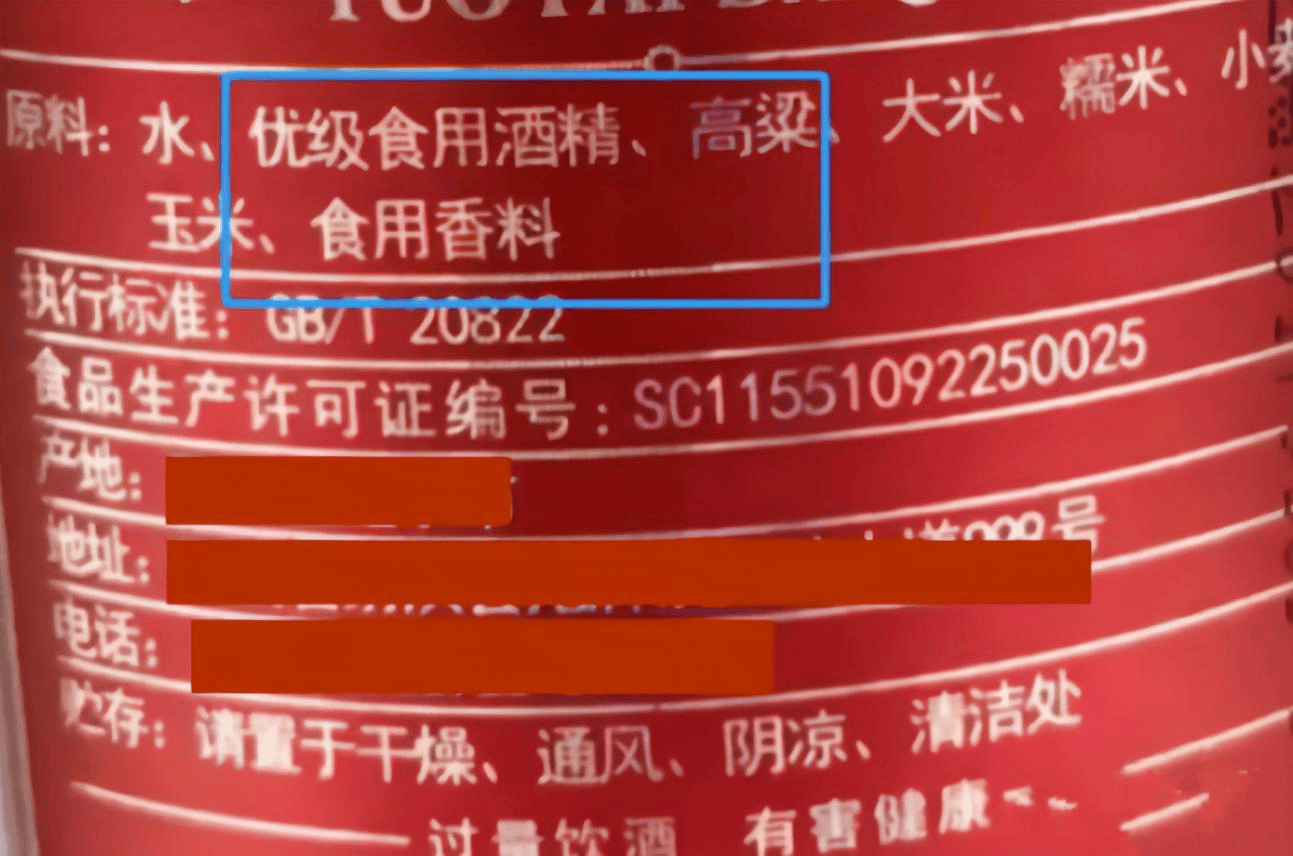 原料：水、优级食用酒精、高粱、大米、糯米、小麦
玉米、食用香料
执行标准：GB/T 20822
食品生产许可证编号：SC11551092250025
产地：
地址：
号
电话：
贮存：请置于干燥、通风、阴凉、清洁处
过量饮酒 有害健康